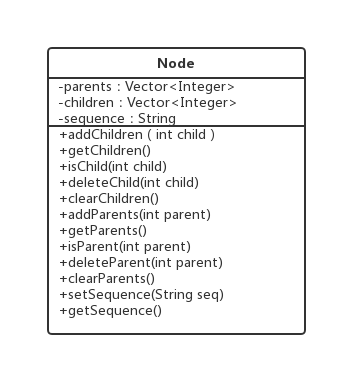 Node
-parents : Vector<Integer>
-children : Vector<Integer>
-sequence : String
+addChildren ( int child )
+getChildren()
+isChild(int child)
+deleteChild(int child)
+clearChildren()
+addParents(int parent)
+getParents()
+isParent(int parent)
+deleteParent(int parent)
+clearParents()
+setSequence(String seq)
+getSequence()